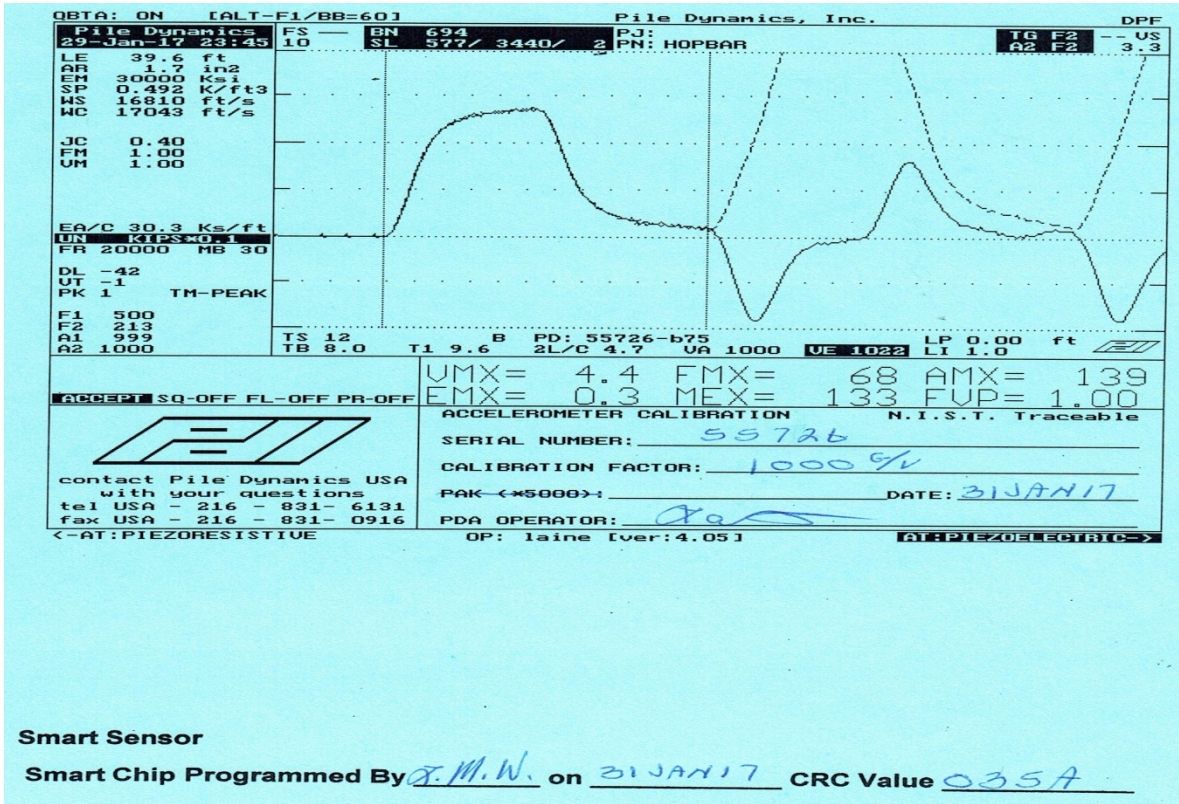 QBTA: ON [ALT-F1/BB=60] Pile Dynamics, Inc. DPF
Pile Dynamics FS — BN 694 PJ: TG F2 -- US
29-Jan-17 23:45 10 SL 577/ 3440/ 2 PN: HOPBAR A2 F2 3.3
LE 39.6 ft
AR 1.7 in2
EM 30000 Ksi
SP 0.492 K/ft3
WS 16810 ft/s
WC 17043 ft/s
JC 0.40
FM 1.00
VM 1.00
EA/C 30.3 Ks/ft
UN KIPS*0.1
FR 20000 MB 30
DL -42
VT -1
PK 1 TM-PEAK
F1 500
F2 213
A1 999 TS 12 B PD: 55726-b75 LP 0.00 ft
A2 1000 TB 8.0 T1 9.6 2L/C 4.7 VA 1000 VE 1022 LI 1.0
VMX= 4.4 FMX= 68 AMX= 139
ACCEPT SQ-OFF FL-OFF PR-OFF EMX= 0.3 MEX= 133 FVP= 1.00
ACCELEROMETER CALIBRATION N.I.S.T. Traceable
SERIAL NUMBER: 55726
CALIBRATION FACTOR: 1000 G/V
contact Pile Dynamics USA
with your questions PAK (*5000): DATE: 31JAN17
tel USA - 216 - 831- 6131
fax USA - 216 - 831- 0916 PDA OPERATOR:
<-AT:PIEZORESISTIVE OP: laine [ver:4.05] AT:PIEZOELECTRIC->
Smart Sensor
Smart Chip Programmed By J.M.W. on 31JAN17 CRC Value 035A